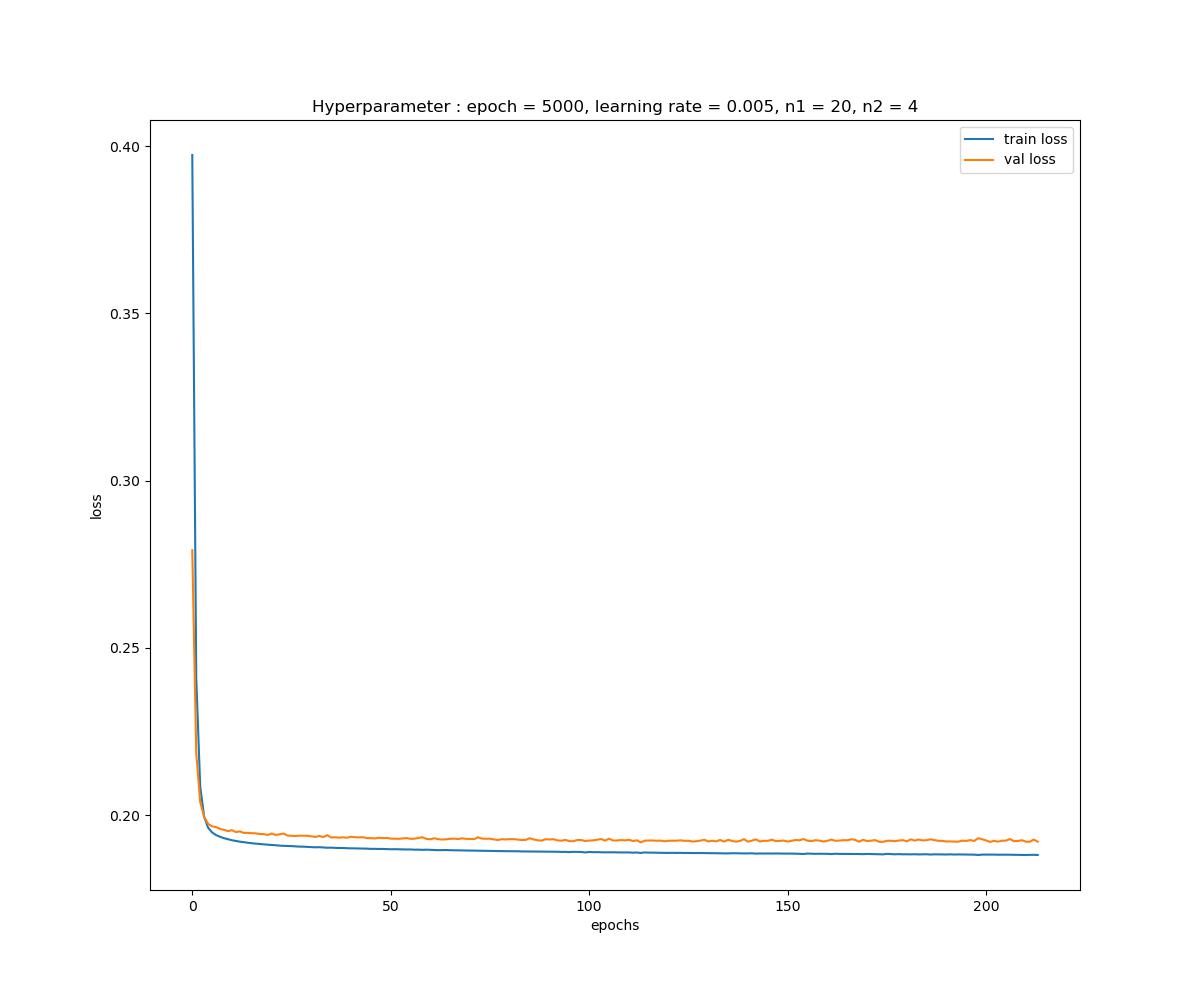 Hyperparameter : epoch = 5000, learning rate = 0.005, n1 = 20, n2 = 4
train loss
val loss
0.40
0.35
0.30
0.25
0.20
loss
0
50
100
150
200
epochs